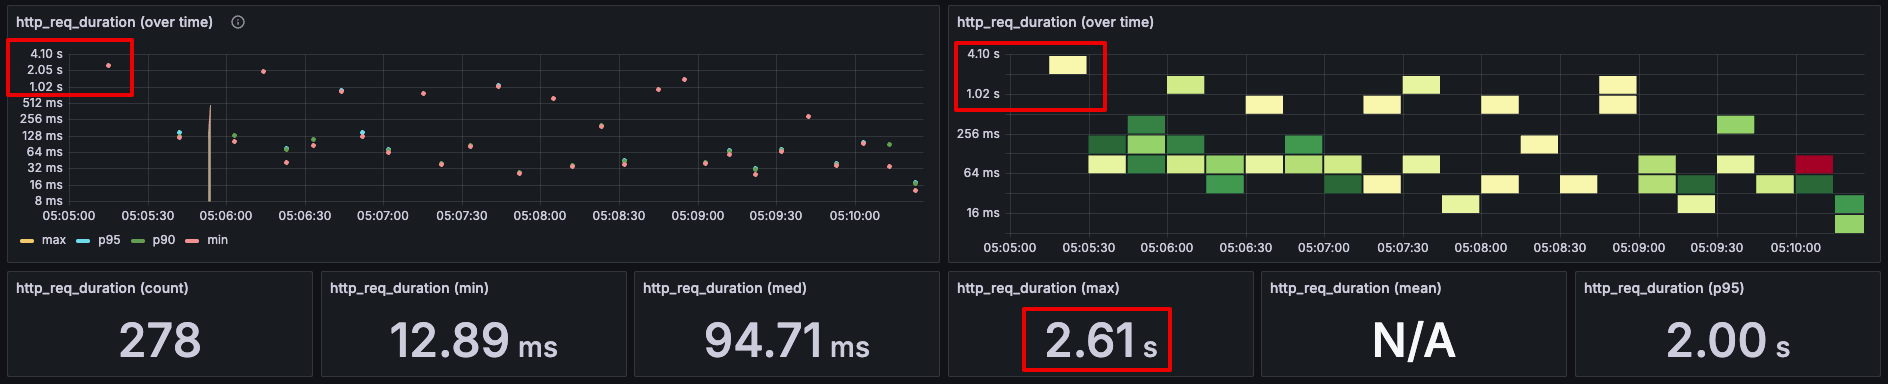 http_req_duration (over time)
4.10 s
2.05 s
1.02 s
512 ms
256 ms
128 ms
64 ms
32 ms
16 ms
8 ms
05:05:00 05:05:30 05:06:00 05:06:30 05:07:00 05:07:30 05:08:00 05:08:30 05:09:00 05:09:30 05:10:00
max p95 p90 min
http_req_duration (over time)
4.10 s
1.02 s
256 ms
64 ms
16 ms
05:05:00 05:05:30 05:06:00 05:06:30 05:07:00 05:07:30 05:08:00 05:08:30 05:09:00 05:09:30 05:10:00
http_req_duration (count)
278
http_req_duration (min)
12.89 ms
http_req_duration (med)
94.71 ms
http_req_duration (max)
2.61 s
http_req_duration (mean)
N/A
http_req_duration (p95)
2.00 s